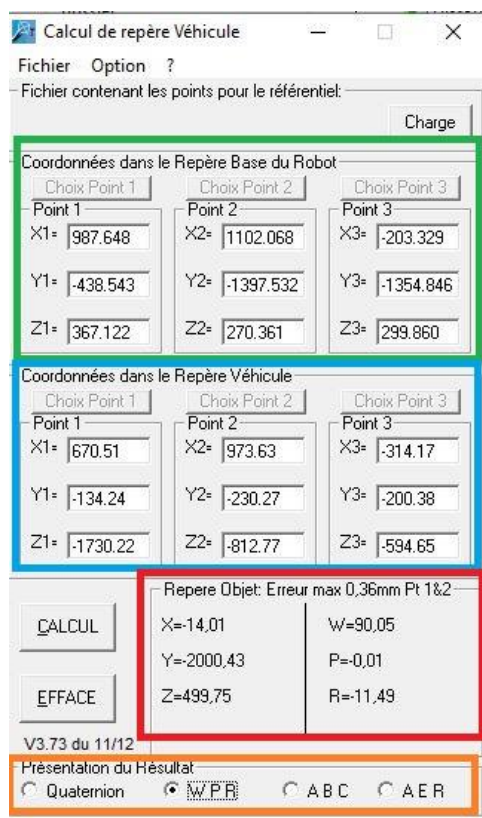 Calcul de repère Véhicule
Fichier Option ?
Fichier contenant les points pour le référentiel:
Charge
Coordonnées dans le Repère Base du Robot
Choix Point 1 Choix Point 2 Choix Point 3
Point 1 Point 2 Point 3
X1= 987.648 X2= 1102.068 X3= -203.329
Y1= -438.543 Y2= -1397.532 Y3= -1354.846
Z1= 367.122 Z2= 270.361 Z3= 299.860
Coordonnées dans le Repère Véhicule
Choix Point 1 Choix Point 2 Choix Point 3
Point 1 Point 2 Point 3
X1= 670.51 X2= 973.63 X3= -314.17
Y1= -134.24 Y2= -230.27 Y3= -200.38
Z1= -1730.22 Z2= -812.77 Z3= -594.65
Repere Objet: Erreur max 0,36mm Pt 1&2
CALCUL X=-14,01 W=90,05
Y=-2000,43 P=-0,01
EFFACE Z=499,75 R=-11,49
V3.73 du 11/12
Présentation du Résultat
Quaternion W P R A B C A E R